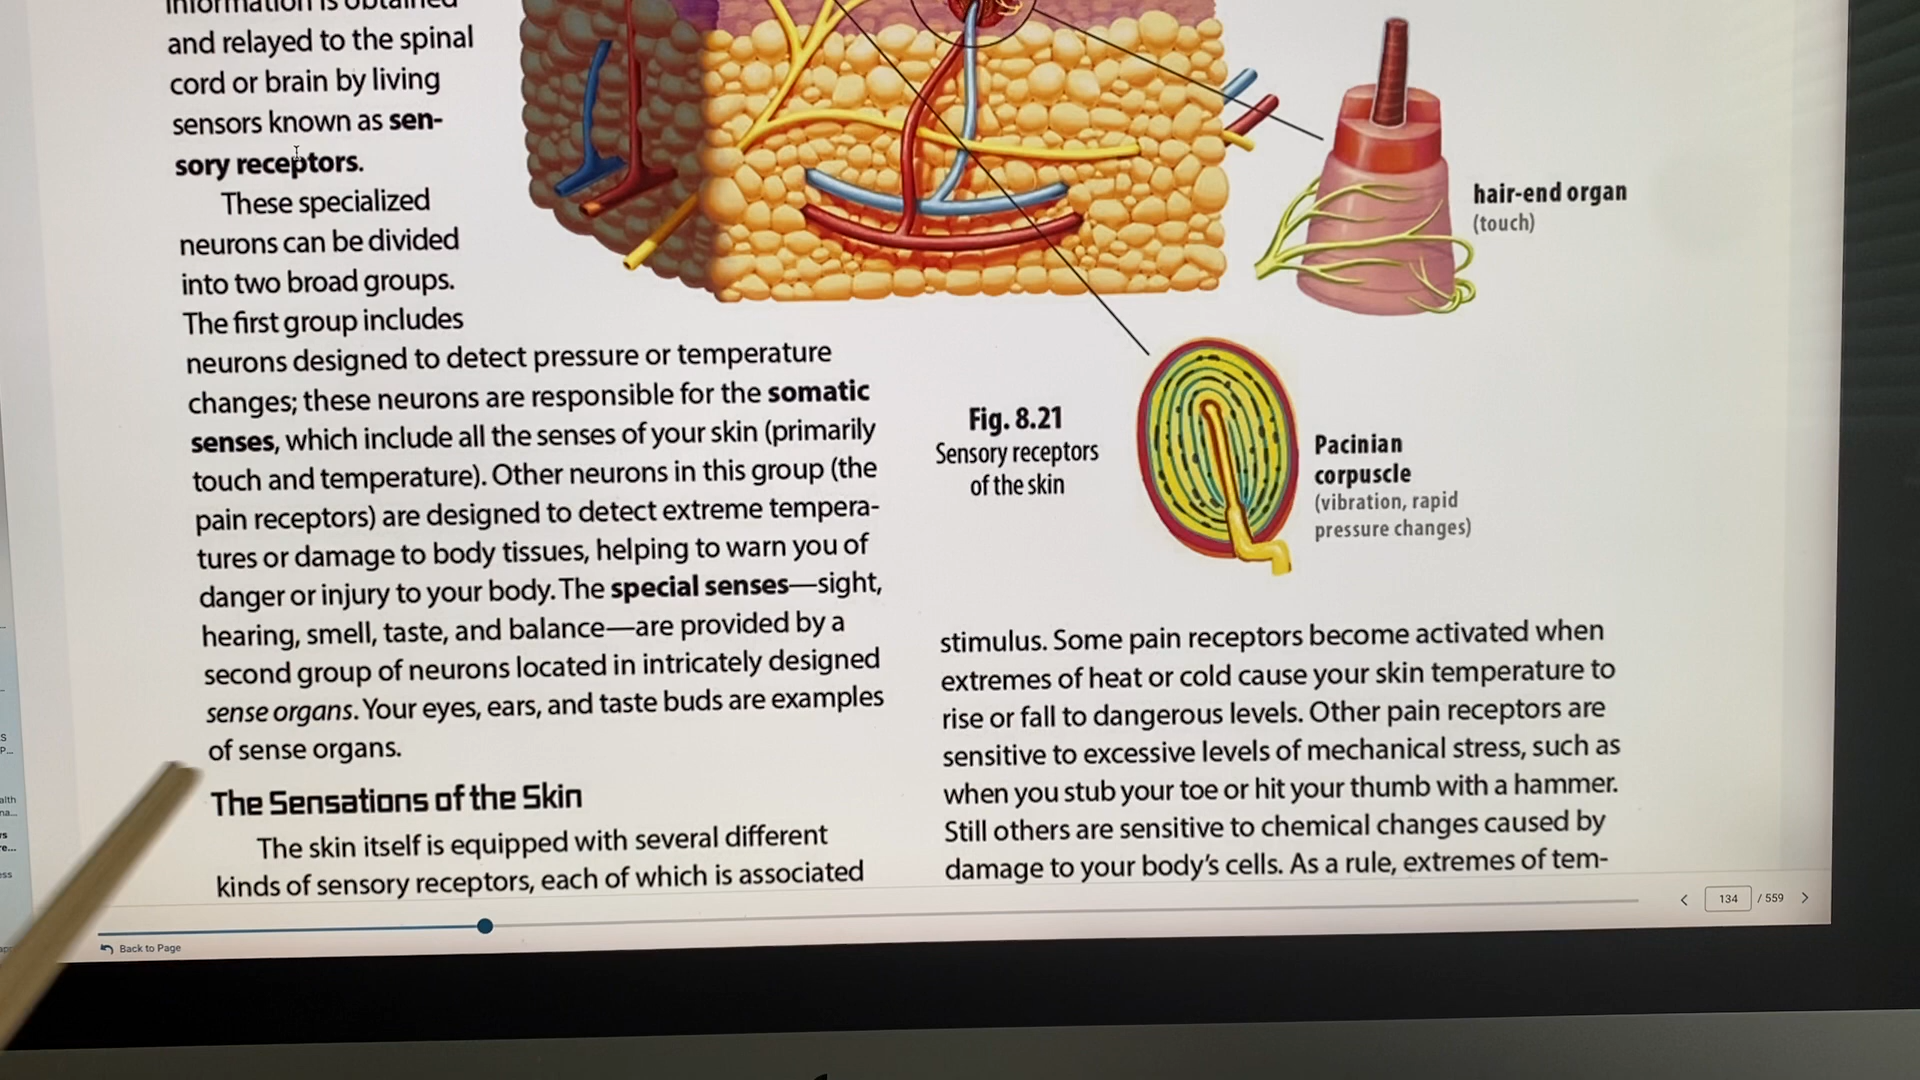 information is obtained
and relayed to the spinal
cord or brain by living
sensors known as sen-
sory receptors.
These specialized
neurons can be divided
into two broad groups.
The first group includes
neurons designed to detect pressure or temperature
changes; these neurons are responsible for the somatic
senses, which include all the senses of your skin (primarily
touch and temperature). Other neurons in this group (the
pain receptors) are designed to detect extreme tempera-
tures or damage to body tissues, helping to warn you of
danger or injury to your body. The special senses—sight,
hearing, smell, taste, and balance—are provided by a
second group of neurons located in intricately designed
sense organs. Your eyes, ears, and taste buds are examples
of sense organs.
The Sensations of the Skin
The skin itself is equipped with several different
kinds of sensory receptors, each of which is associated
hair-end organ
(touch)
Fig. 8.21
Sensory receptors
of the skin
Pacinian
corpuscle
(vibration, rapid
pressure changes)
stimulus. Some pain receptors become activated when
extremes of heat or cold cause your skin temperature to
rise or fall to dangerous levels. Other pain receptors are
sensitive to excessive levels of mechanical stress, such as
when you stub your toe or hit your thumb with a hammer.
Still others are sensitive to chemical changes caused by
damage to your body's cells. As a rule, extremes of tem-
134 / 559
Back to Page